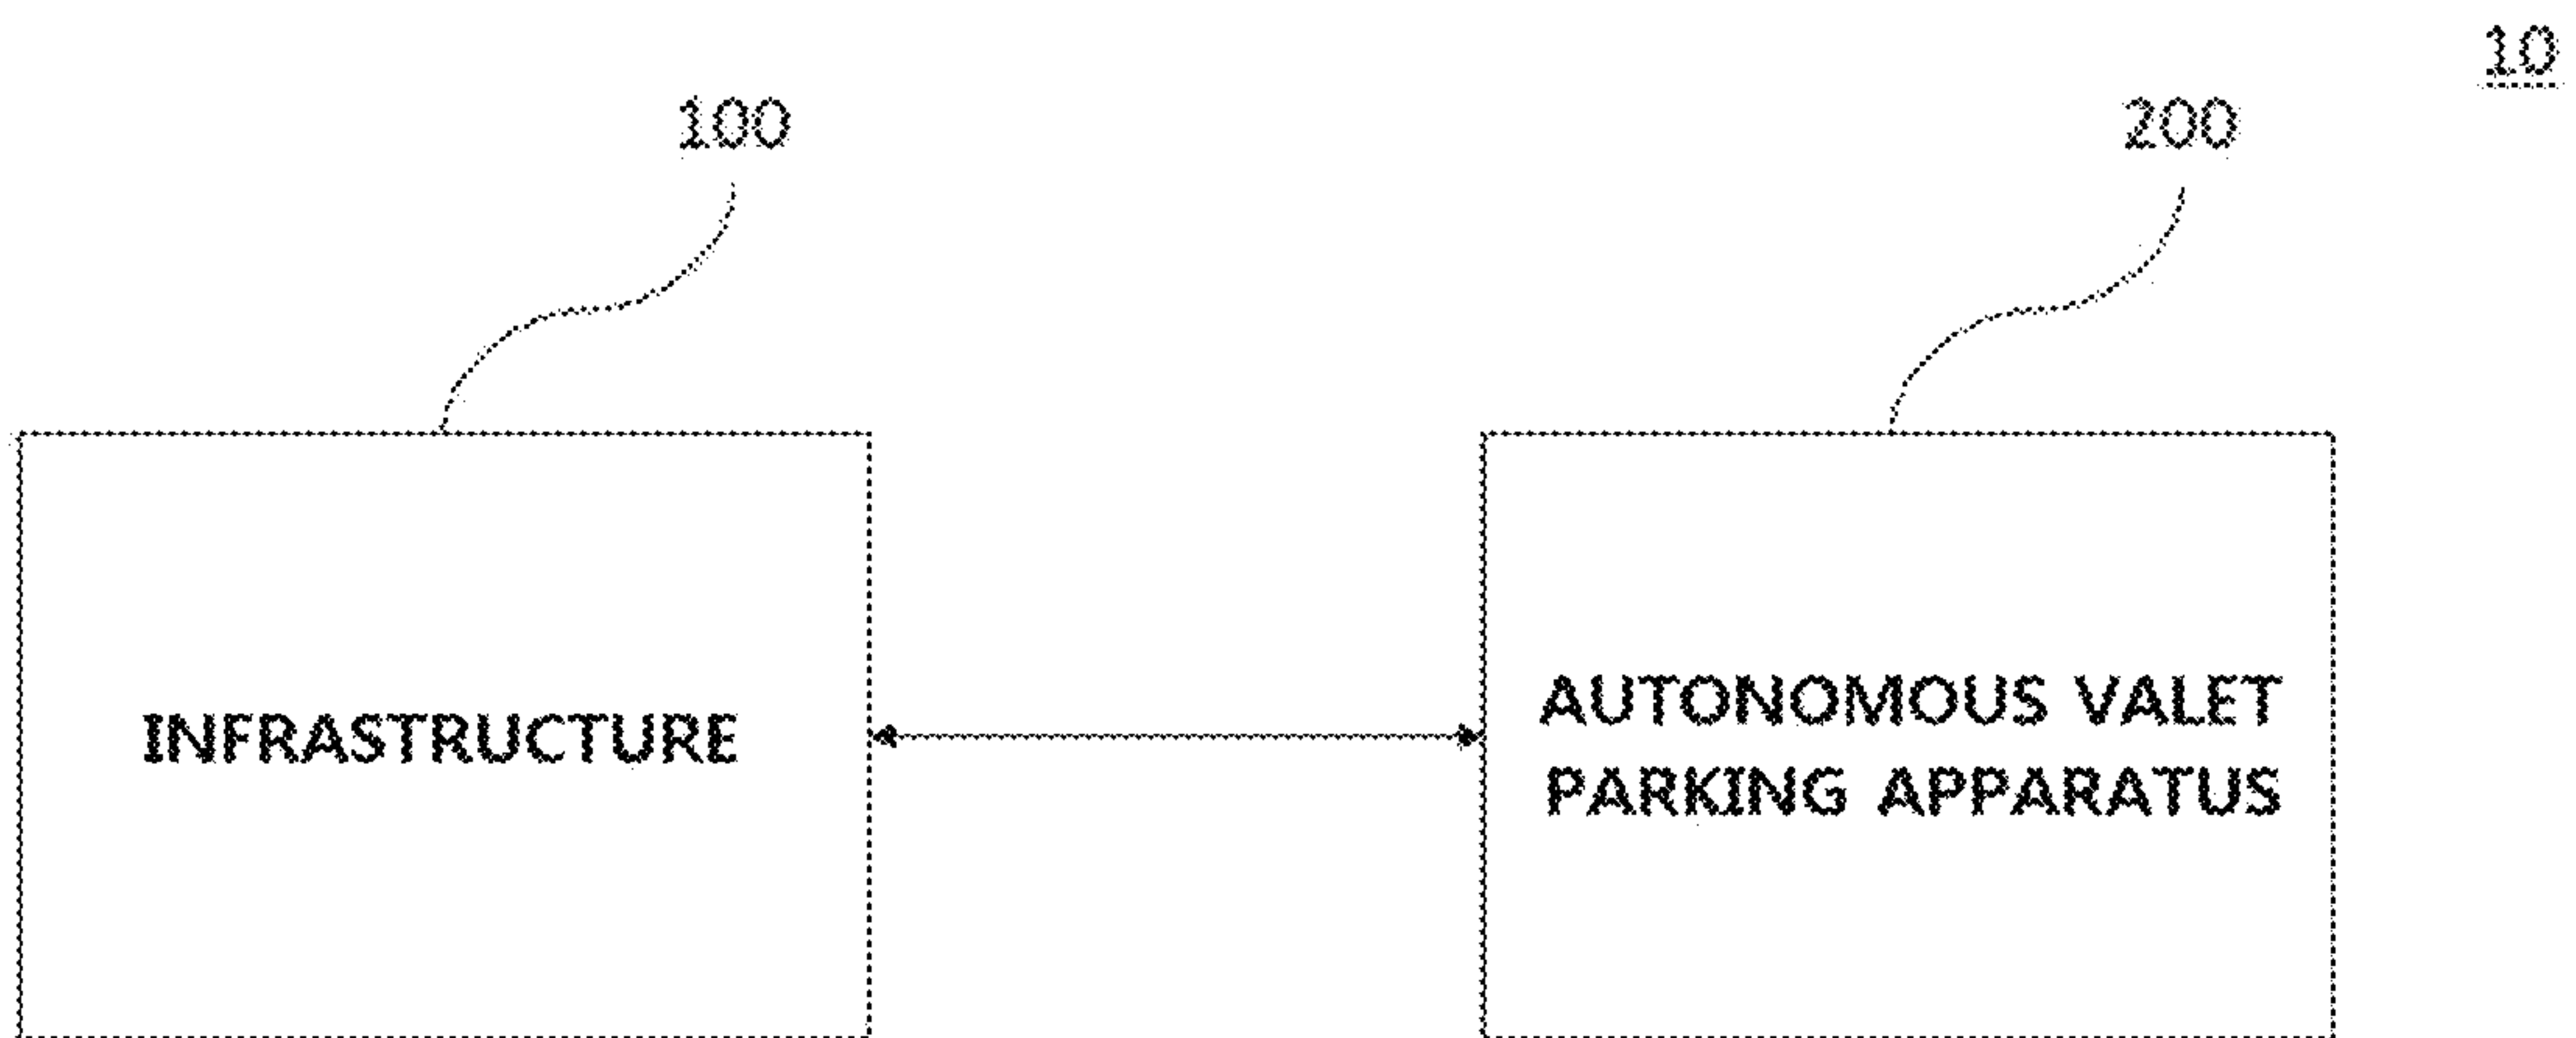 10
100
200
INFRASTRUCTURE
AUTONOMOUS VALET
PARKING APPARATUS